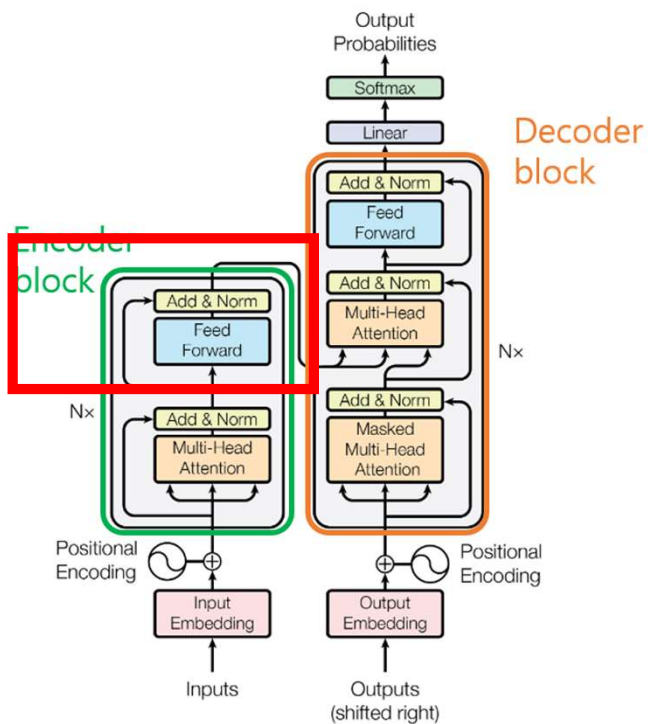 Output
Probabilities
Softmax
Linear
Decoder
block
Add & Norm
Feed
Forward
Add & Norm
Multi-Head
Attention
Nx
Add & Norm
Masked
Multi-Head
Attention
Positional
Encoding
Output
Embedding
Outputs
(shifted right)
Encoder
block
Add & Norm
Feed
Forward
Nx
Add & Norm
Multi-Head
Attention
Positional
Encoding
Input
Embedding
Inputs